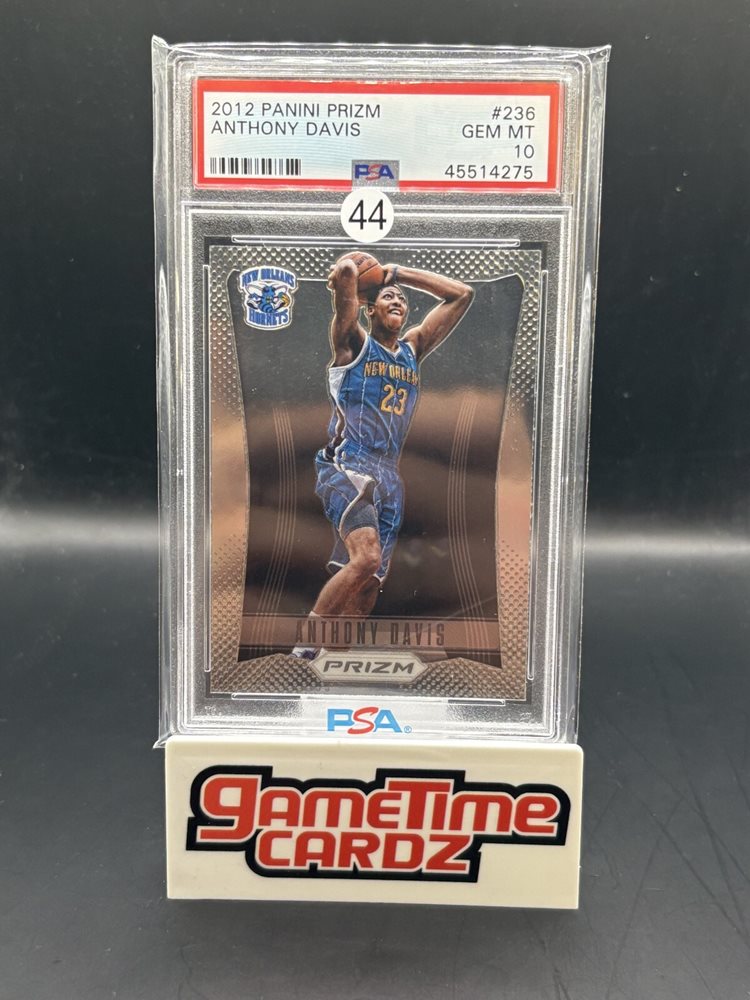 2012 PANINI PRIZM #236
ANTHONY DAVIS GEM MT
10
PSA 45514275
44
NEW ORLEANS
HORNETS
NEW ORLEANS
23
ANTHONY DAVIS
PRIZM
PSA®
GAMETIME
CARDZ